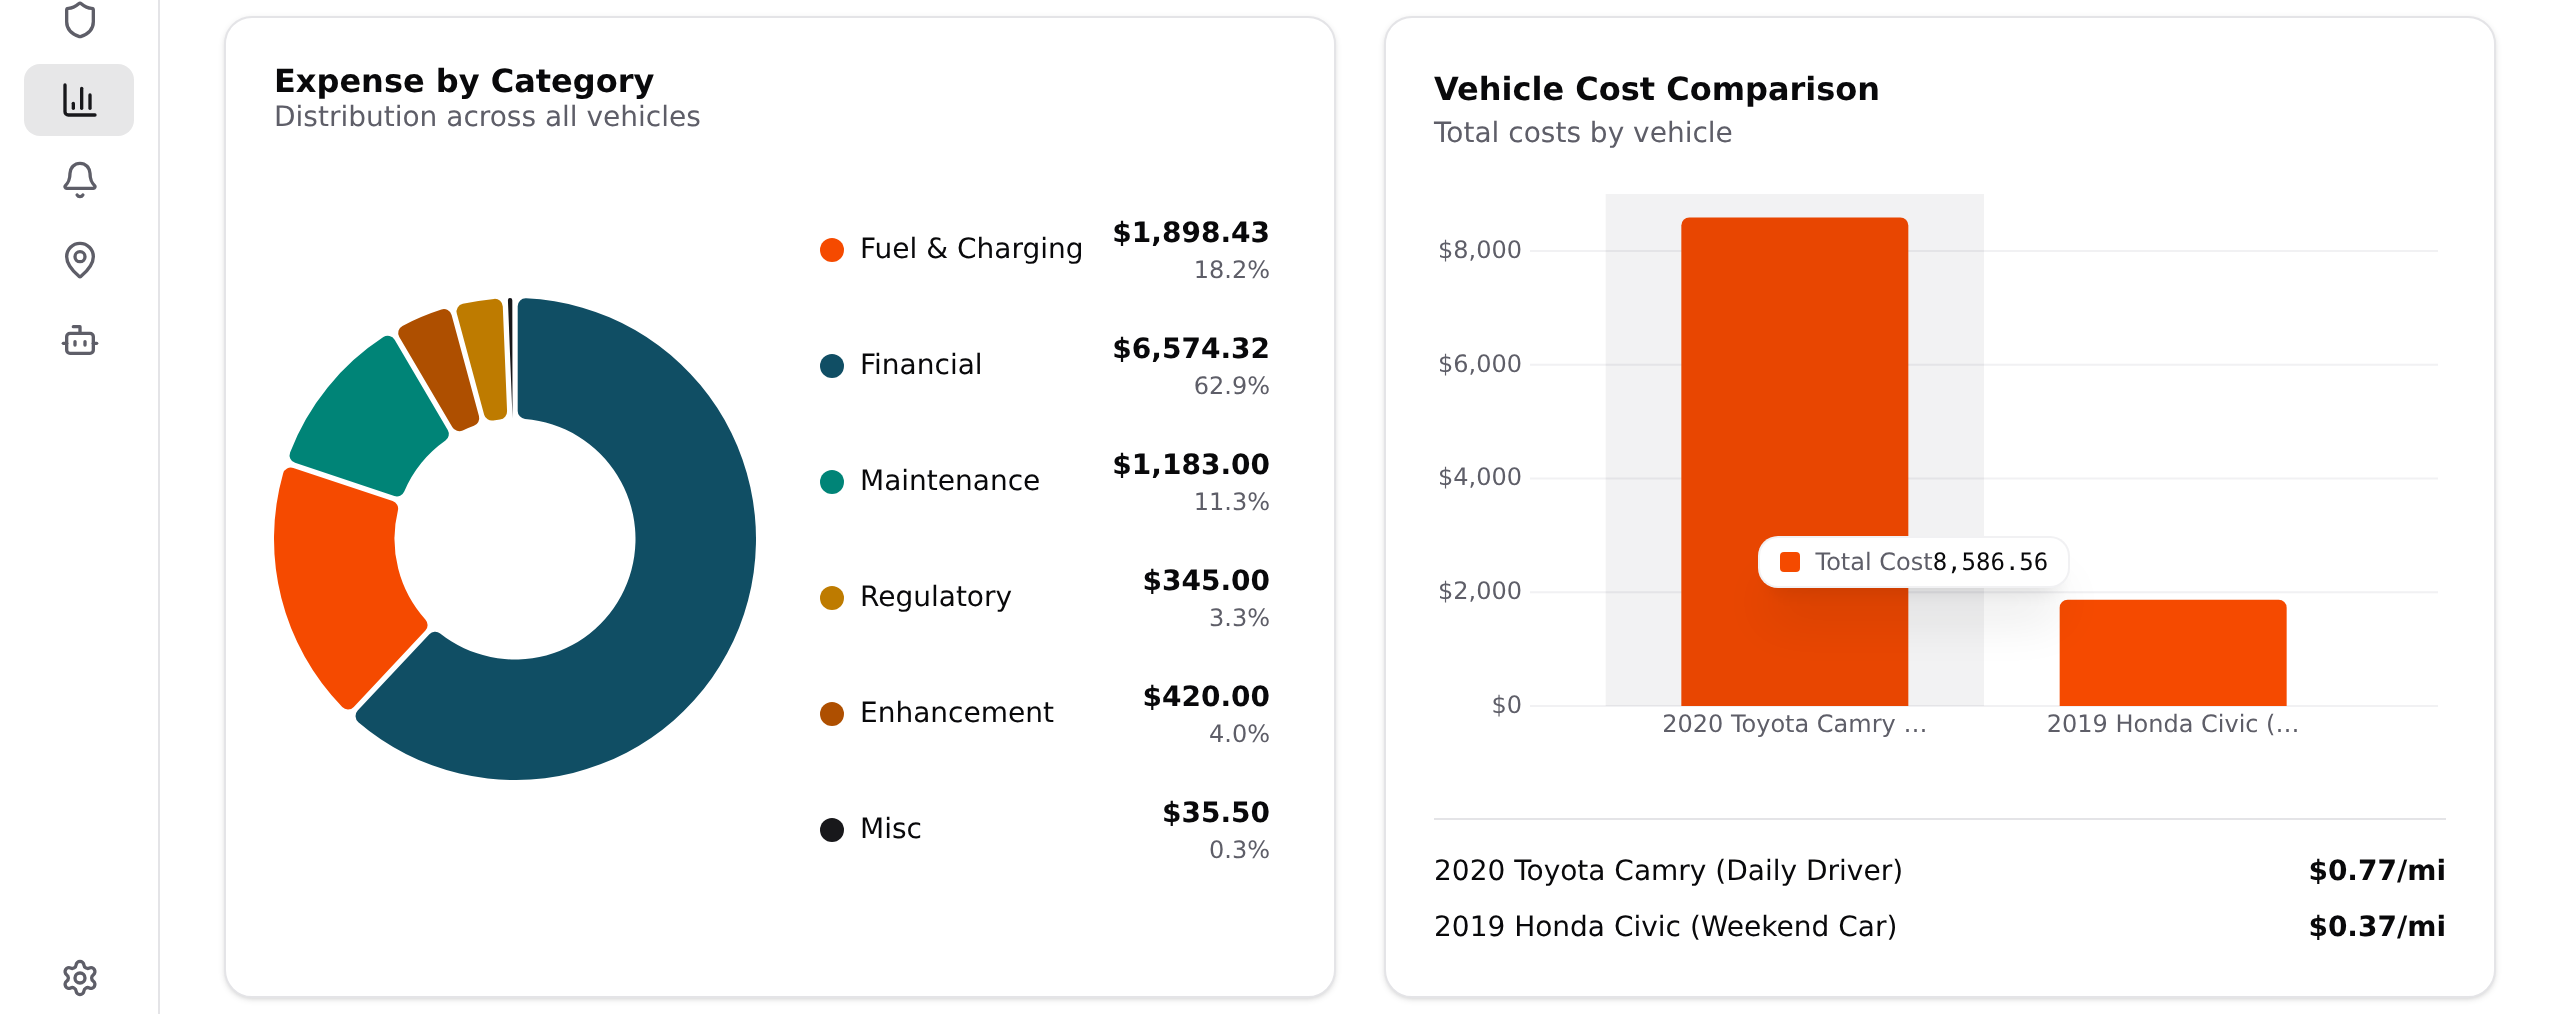 Expense by Category
Distribution across all vehicles
Fuel & Charging $1,898.43
18.2%
Financial $6,574.32
62.9%
Maintenance $1,183.00
11.3%
Regulatory $345.00
3.3%
Enhancement $420.00
4.0%
Misc $35.50
0.3%
Vehicle Cost Comparison
Total costs by vehicle
$8,000
$6,000
$4,000
Total Cost8,586.56
$2,000
$0
2020 Toyota Camry ...
2019 Honda Civic (...
2020 Toyota Camry (Daily Driver) $0.77/mi
2019 Honda Civic (Weekend Car) $0.37/mi